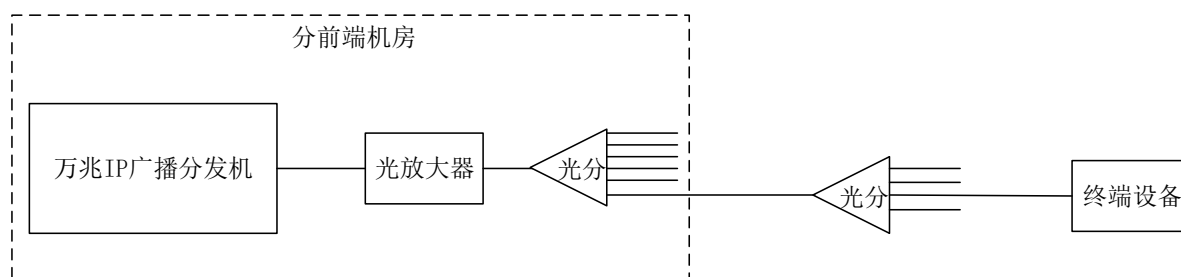 分前端机房
万兆IP广播分发机
光放大器
光分
光分
终端设备